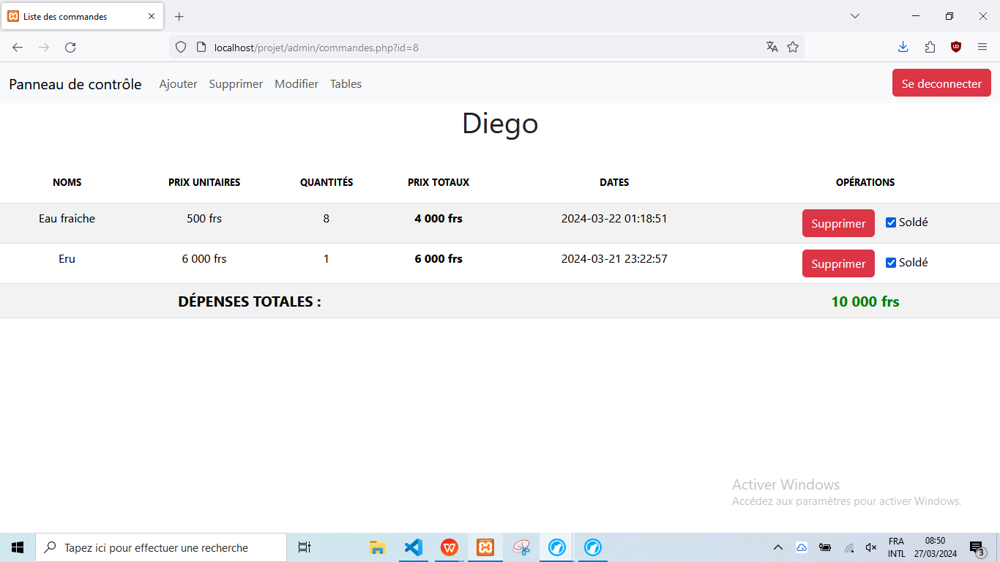 Liste des commandes
localhost/projet/admin/commandes.php?id=8
Panneau de contrôle Ajouter Supprimer Modifier Tables Se deconnecter
Diego
NOMS PRIX UNITAIRES QUANTITÉS PRIX TOTAUX DATES OPÉRATIONS
Eau fraiche 500 frs 8 4 000 frs 2024-03-22 01:18:51 Supprimer Soldé
Eru 6 000 frs 1 6 000 frs 2024-03-21 23:22:57 Supprimer Soldé
DÉPENSES TOTALES : 10 000 frs
Activer Windows
Accédez aux paramètres pour activer Windows.
Tapez ici pour effectuer une recherche
FRA 08:50
INTL 27/03/2024 3